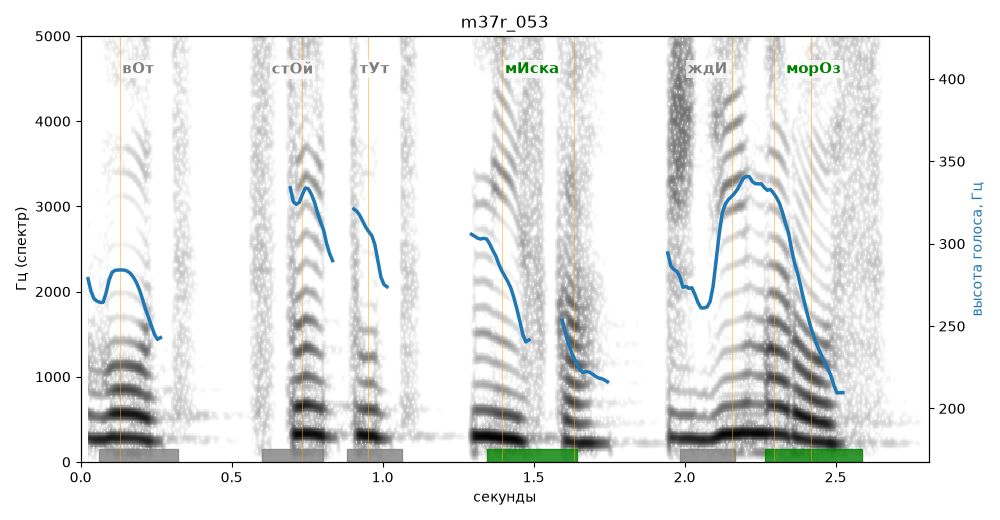 m37r_053
вОт
стОй
тУт
мИска
ждИ
морОз
5000
4000
3000
2000
1000
0
Гц (спектр)
400
350
300
250
200
высота голоса, Гц
0.0 0.5 1.0 1.5 2.0 2.5
секунды